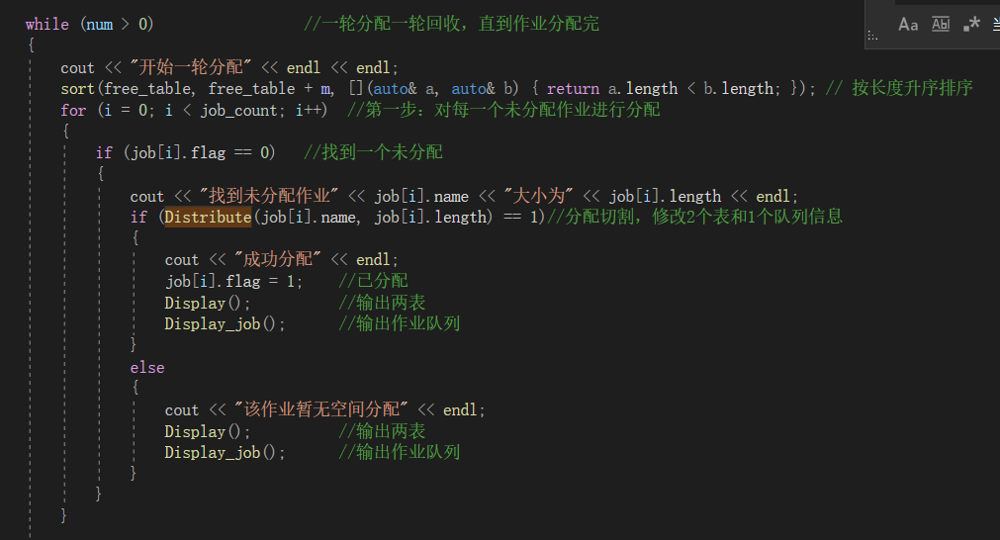 while (num > 0) //一轮分配一轮回收，直到作业分配完
{
cout << "开始一轮分配" << endl << endl;
sort(free_table, free_table + m, [](auto& a, auto& b) { return a.length < b.length; }); // 按长度升序排序
for (i = 0; i < job_count; i++) //第一步：对每一个未分配作业进行分配
{
if (job[i].flag == 0) //找到一个未分配
{
cout << "找到未分配作业" << job[i].name << "大小为" << job[i].length << endl;
if (Distribute(job[i].name, job[i].length) == 1)//分配切割，修改2个表和1个队列信息
{
cout << "成功分配" << endl;
job[i].flag = 1; //已分配
Display(); //输出两表
Display_job(); //输出作业队列
}
else
{
cout << "该作业暂无空间分配" << endl;
Display(); //输出两表
Display_job(); //输出作业队列
}
}
}
Aa Abl .*